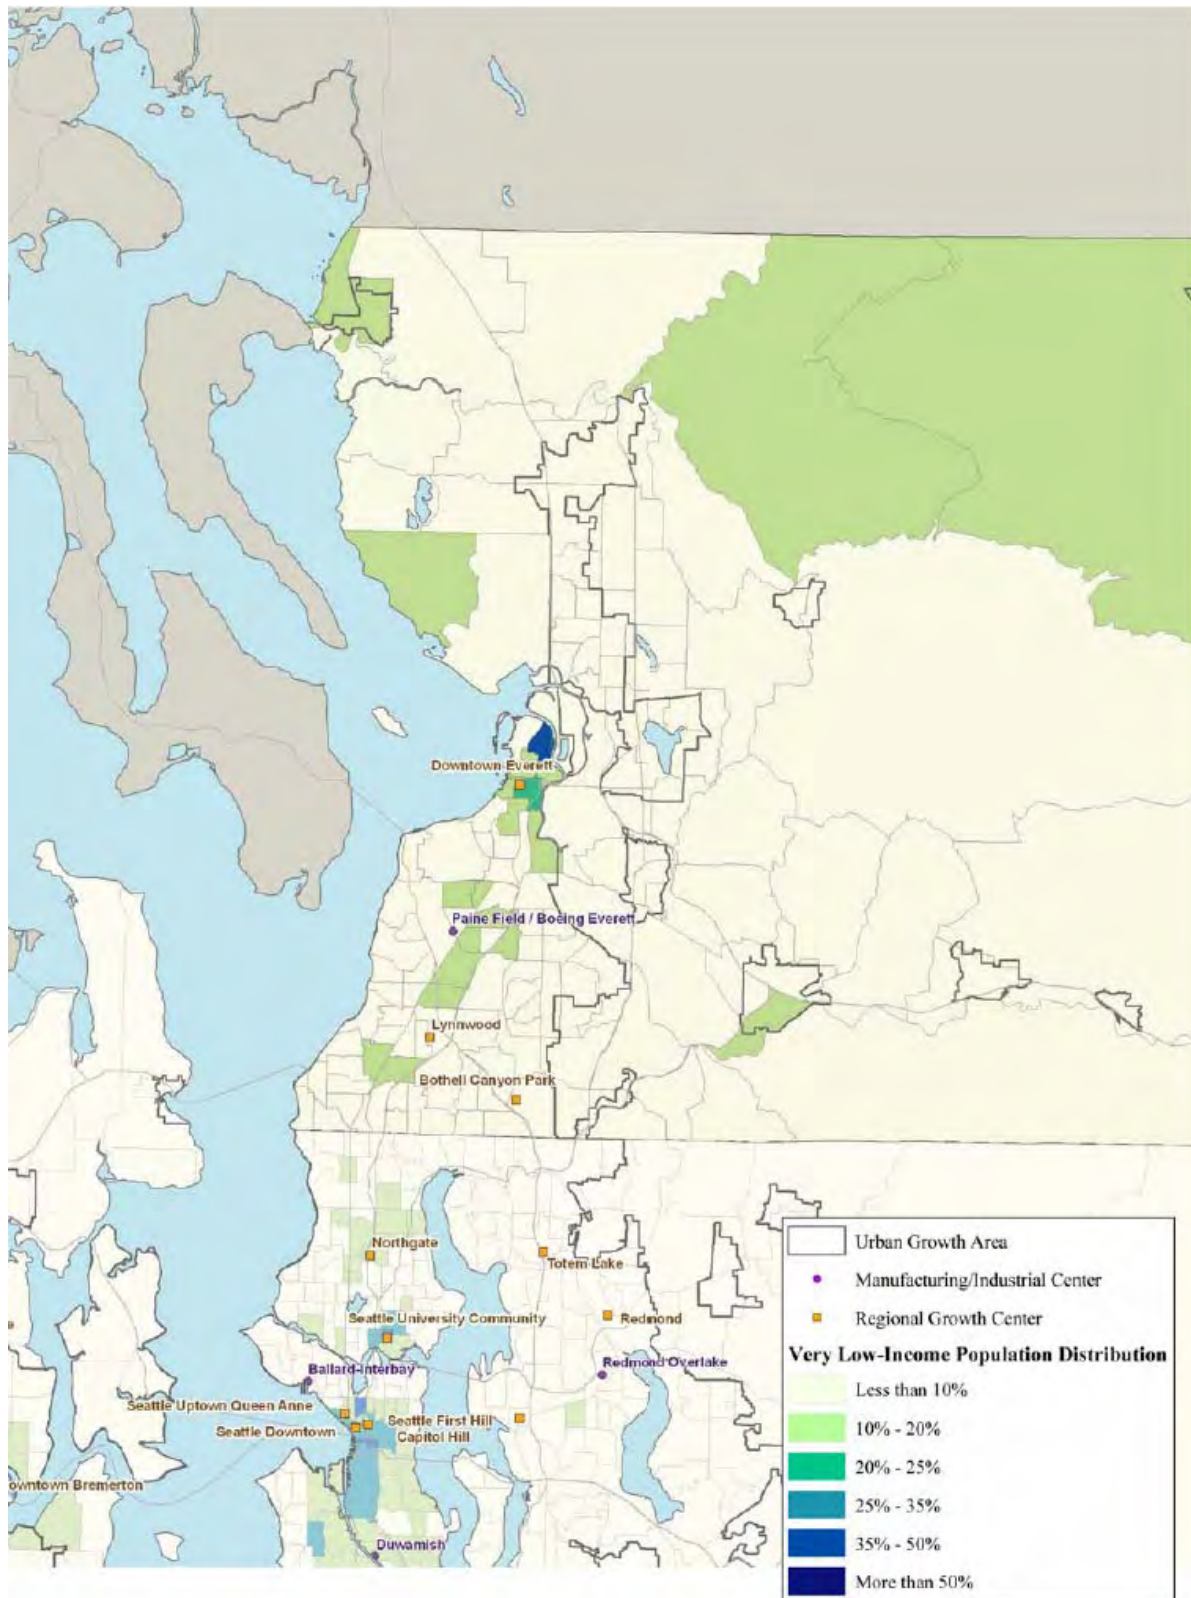 Downtown Everett
Paine Field / Boeing Everett
Lynnwood
Bothell Canyon Park
Northgate
Totem Lake
Seattle University Community
Redmond
Ballard-Interbay
Redmond Overlake
Seattle Uptown Queen Anne
Seattle First Hill
Capitol Hill
Seattle Downtown
owntown Bremerton
Duwamish
Urban Growth Area
Manufacturing/Industrial Center
Regional Growth Center
Very Low-Income Population Distribution
Less than 10%
10% - 20%
20% - 25%
25% - 35%
35% - 50%
More than 50%